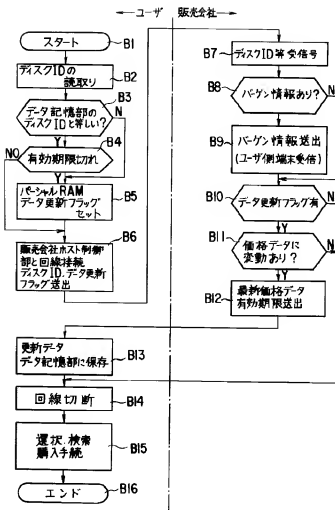 ← ユーザ 販売会社 →
スタート B1
ディスクIDの
読取り
B2
B3
データ記憶部の
ディスクIDと等しい?
N
Y
B4
NO
有効期限切れ
Y
パーシャルRAM
データ更新フラッグ
セット
B5
B6
販売会社ホスト制御
部と回線接続
ディスクID、データ更新
フラッグ送出
B7
ディスクID等受信号
B8
バーゲン情報あり?
N
Y
B9
バーゲン情報送出
(ユーザ側端末受信)
B10
データ更新フラッグ有
N
Y
B11
価格データに
変動あり?
N
Y
B12
最新価格データ
有効期限送出
更新データ
データ記憶部に保存
B13
回線切断
B14
選択、検索
購入手続
B15
エンド
B16